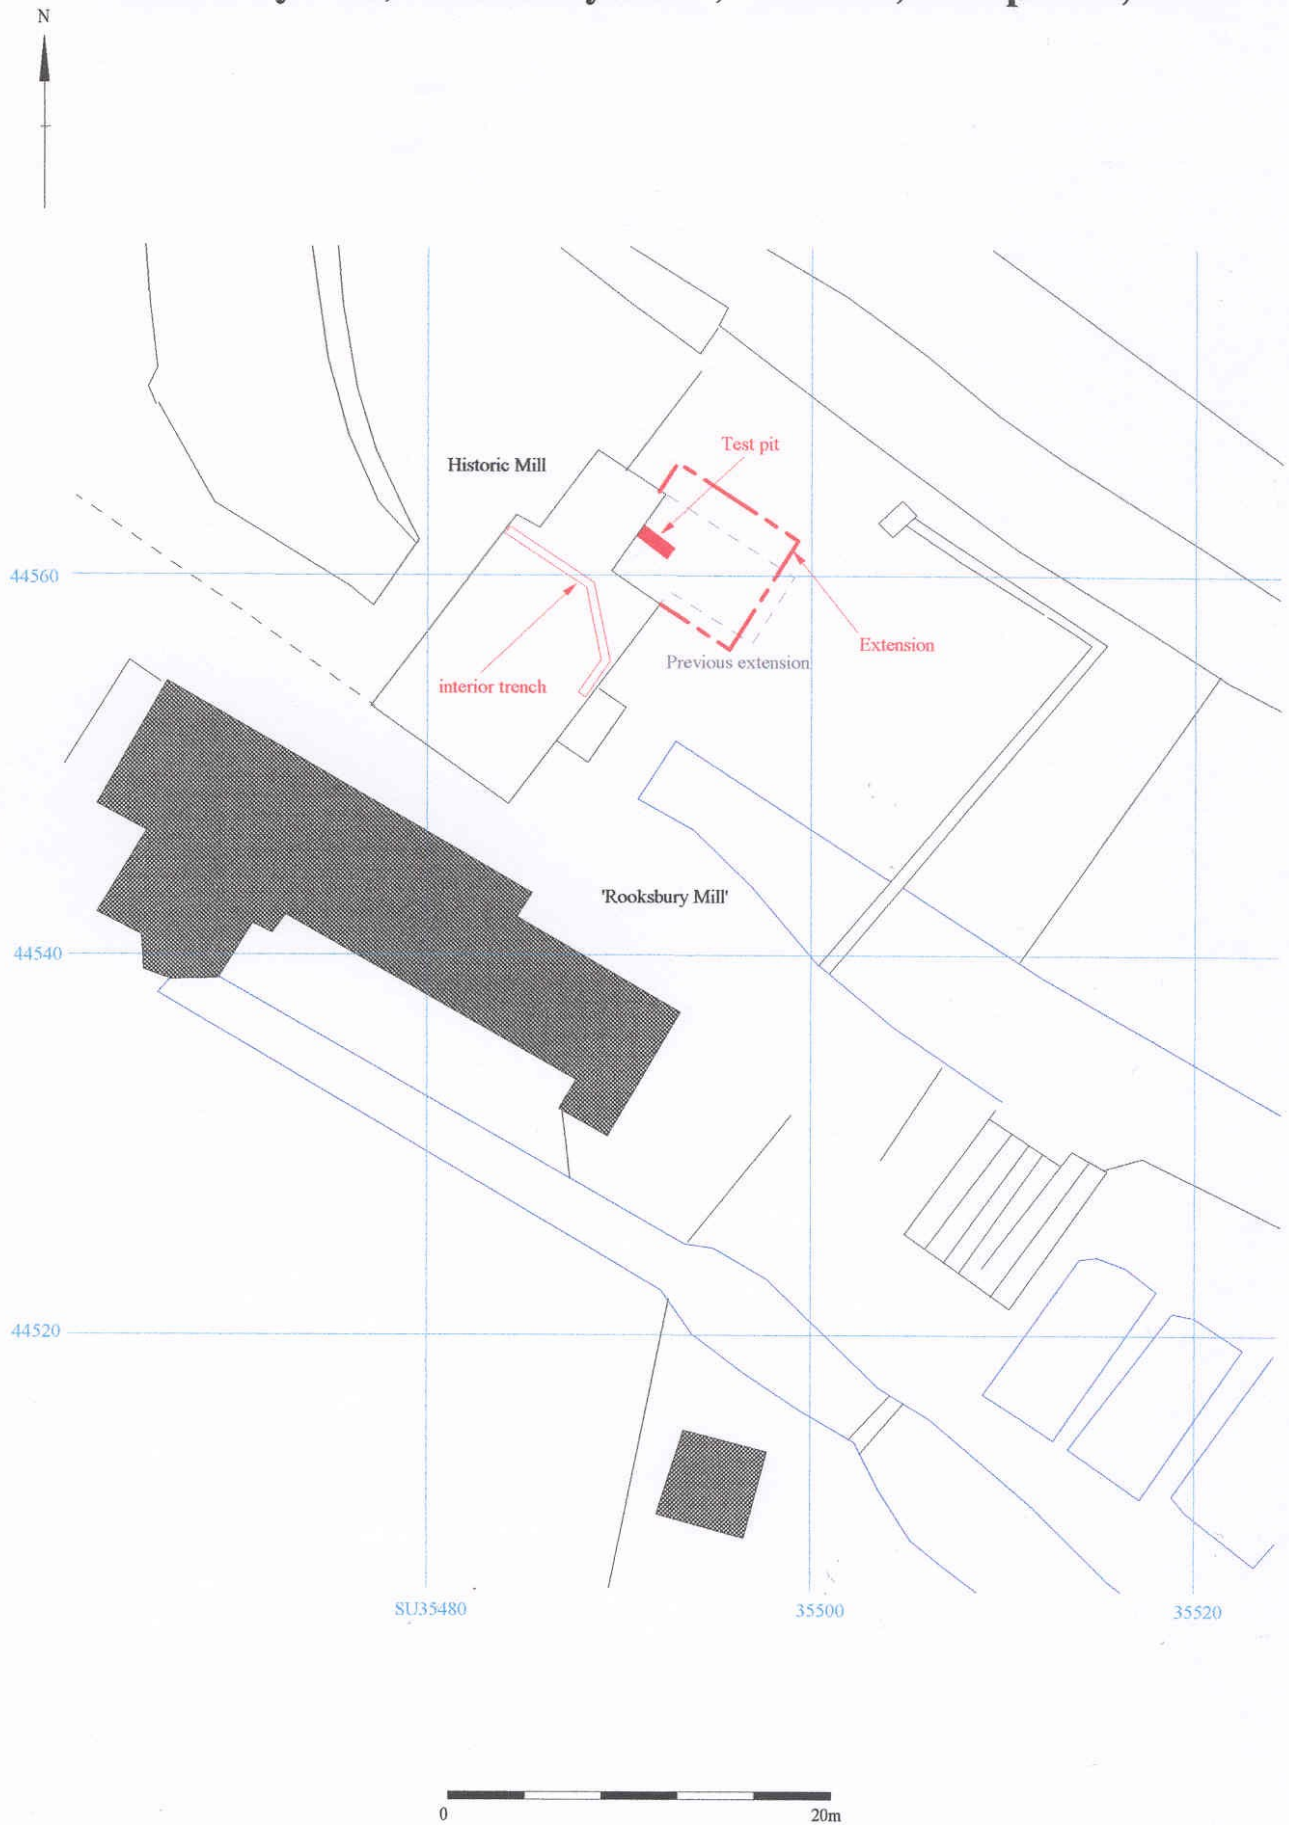 N
Historic Mill
Test pit
44560
Extension
Previous extension
interior trench
'Rooksbury Mill'
44540
44520
SU35480
35500
35520
0
20m